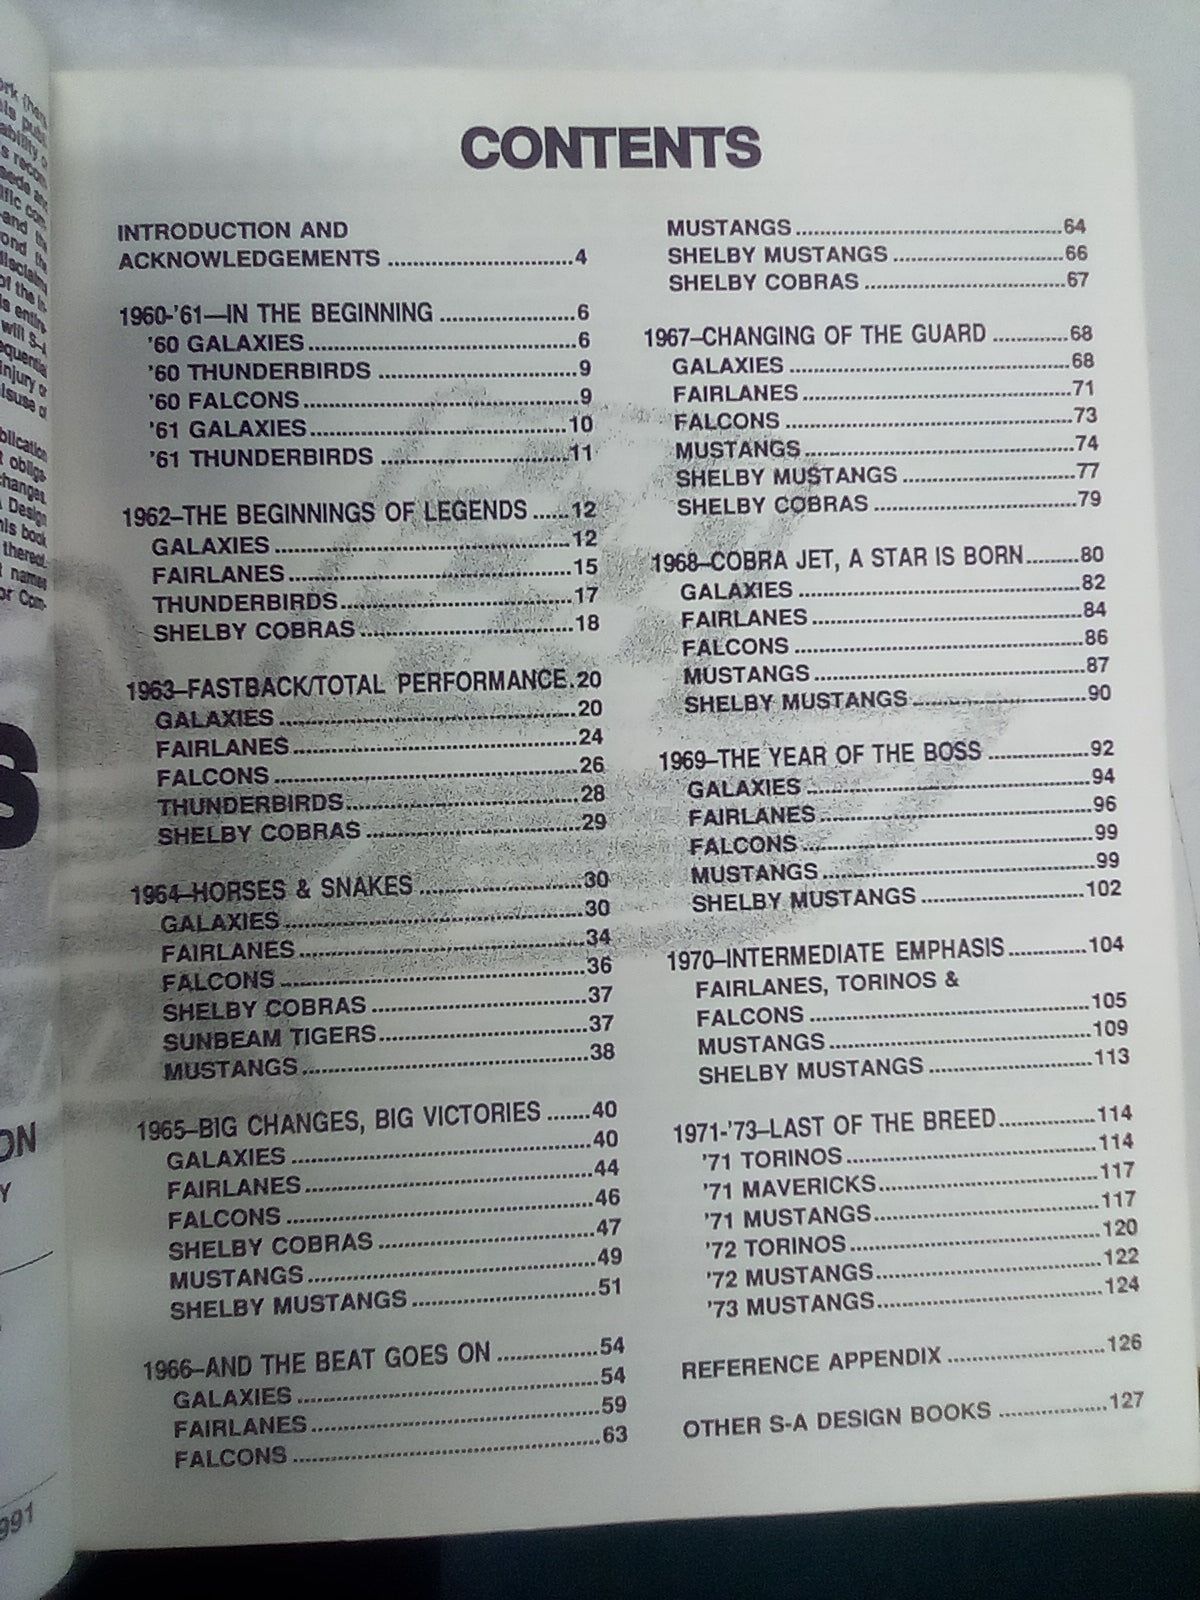 CONTENTS
INTRODUCTION AND
ACKNOWLEDGEMENTS ..........................4
1960-'61—IN THE BEGINNING ....................6
'60 GALAXIES .......................................6
'60 THUNDERBIRDS .............................9
'60 FALCONS ........................................9
'61 GALAXIES .......................................10
'61 THUNDERBIRDS .............................11
1962–THE BEGINNINGS OF LEGENDS ......12
GALAXIES ............................................12
FAIRLANES ..........................................15
THUNDERBIRDS...................................17
SHELBY COBRAS ................................18
1963–FASTBACK/TOTAL PERFORMANCE.20
GALAXIES ............................................20
FAIRLANES ..........................................24
FALCONS .............................................26
THUNDERBIRDS...................................28
SHELBY COBRAS ................................29
1964–HORSES & SNAKES .......................30
GALAXIES ............................................30
FAIRLANES ..........................................34
FALCONS .............................................36
SHELBY COBRAS ................................37
SUNBEAM TIGERS...............................37
MUSTANGS ..........................................38
1965–BIG CHANGES, BIG VICTORIES .......40
GALAXIES ............................................40
FAIRLANES ..........................................44
FALCONS .............................................46
SHELBY COBRAS ................................47
MUSTANGS ..........................................49
SHELBY MUSTANGS ...........................51
1966–AND THE BEAT GOES ON ..............54
GALAXIES ............................................54
FAIRLANES ..........................................59
FALCONS .............................................63
MUSTANGS ..........................................64
SHELBY MUSTANGS ...........................66
SHELBY COBRAS ................................67
1967–CHANGING OF THE GUARD ...........68
GALAXIES ............................................68
FAIRLANES ..........................................71
FALCONS .............................................73
MUSTANGS ..........................................74
SHELBY MUSTANGS ...........................77
SHELBY COBRAS ................................79
1968–COBRA JET, A STAR IS BORN........80
GALAXIES ............................................82
FAIRLANES ..........................................84
FALCONS .............................................86
MUSTANGS ..........................................87
SHELBY MUSTANGS ...........................90
1969–THE YEAR OF THE BOSS ...............92
GALAXIES ............................................94
FAIRLANES ..........................................96
FALCONS .............................................99
MUSTANGS ..........................................99
SHELBY MUSTANGS ...........................102
1970–INTERMEDIATE EMPHASIS ............104
FAIRLANES, TORINOS &
FALCONS .............................................105
MUSTANGS ..........................................109
SHELBY MUSTANGS ...........................113
1971-'73–LAST OF THE BREED...............114
'71 TORINOS........................................114
'71 MAVERICKS...................................117
'71 MUSTANGS....................................117
'72 TORINOS .......................................120
'72 MUSTANGS....................................122
'73 MUSTANGS....................................124
REFERENCE APPENDIX ........................126
OTHER S-A DESIGN BOOKS .................127